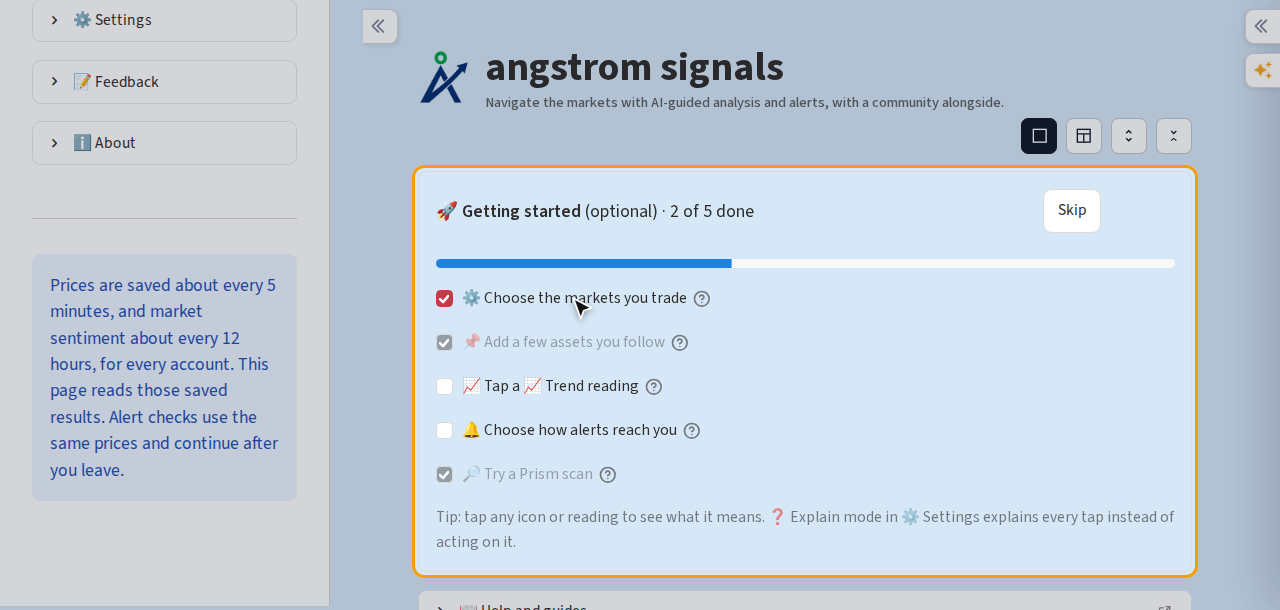 ⚙️ Settings
📝 Feedback
ℹ️ About
Prices are saved about every 5
minutes, and market
sentiment about every 12
hours, for every account. This
page reads those saved
results. Alert checks use the
same prices and continue after
you leave.
angstrom signals
Navigate the markets with AI-guided analysis and alerts, with a community alongside.
🚀 Getting started (optional) · 2 of 5 done
Skip
⚙️ Choose the markets you trade
📌 Add a few assets you follow
📈 Tap a 📈 Trend reading
🔔 Choose how alerts reach you
🔎 Try a Prism scan
Tip: tap any icon or reading to see what it means. ❓ Explain mode in ⚙️ Settings explains every tap instead of
acting on it.
Help and guides